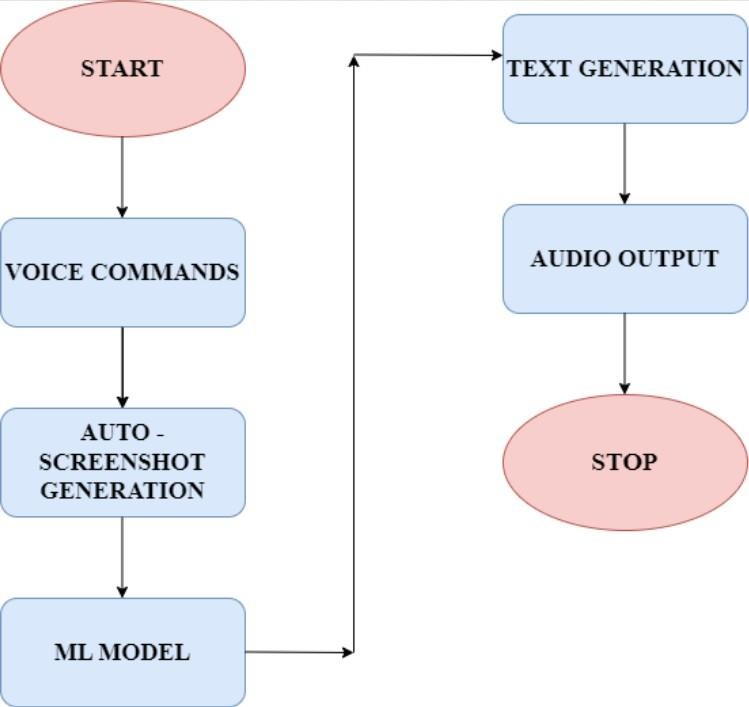 START
VOICE COMMANDS
AUTO -
SCREENSHOT
GENERATION
ML MODEL
TEXT GENERATION
AUDIO OUTPUT
STOP